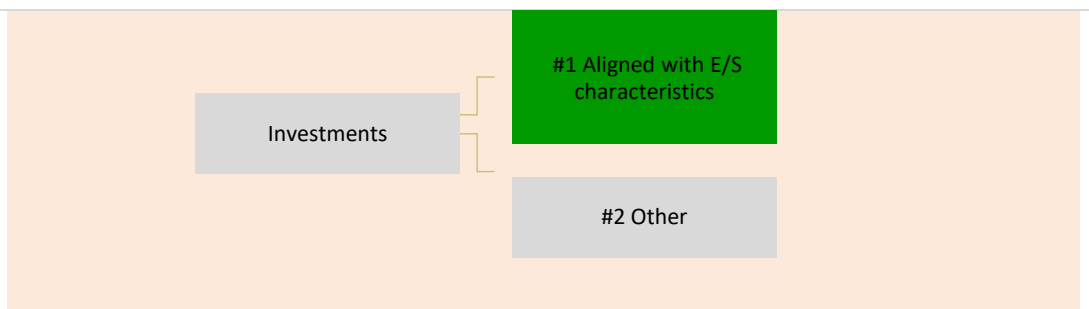 #1 Aligned with E/S
characteristics
Investments
#2 Other